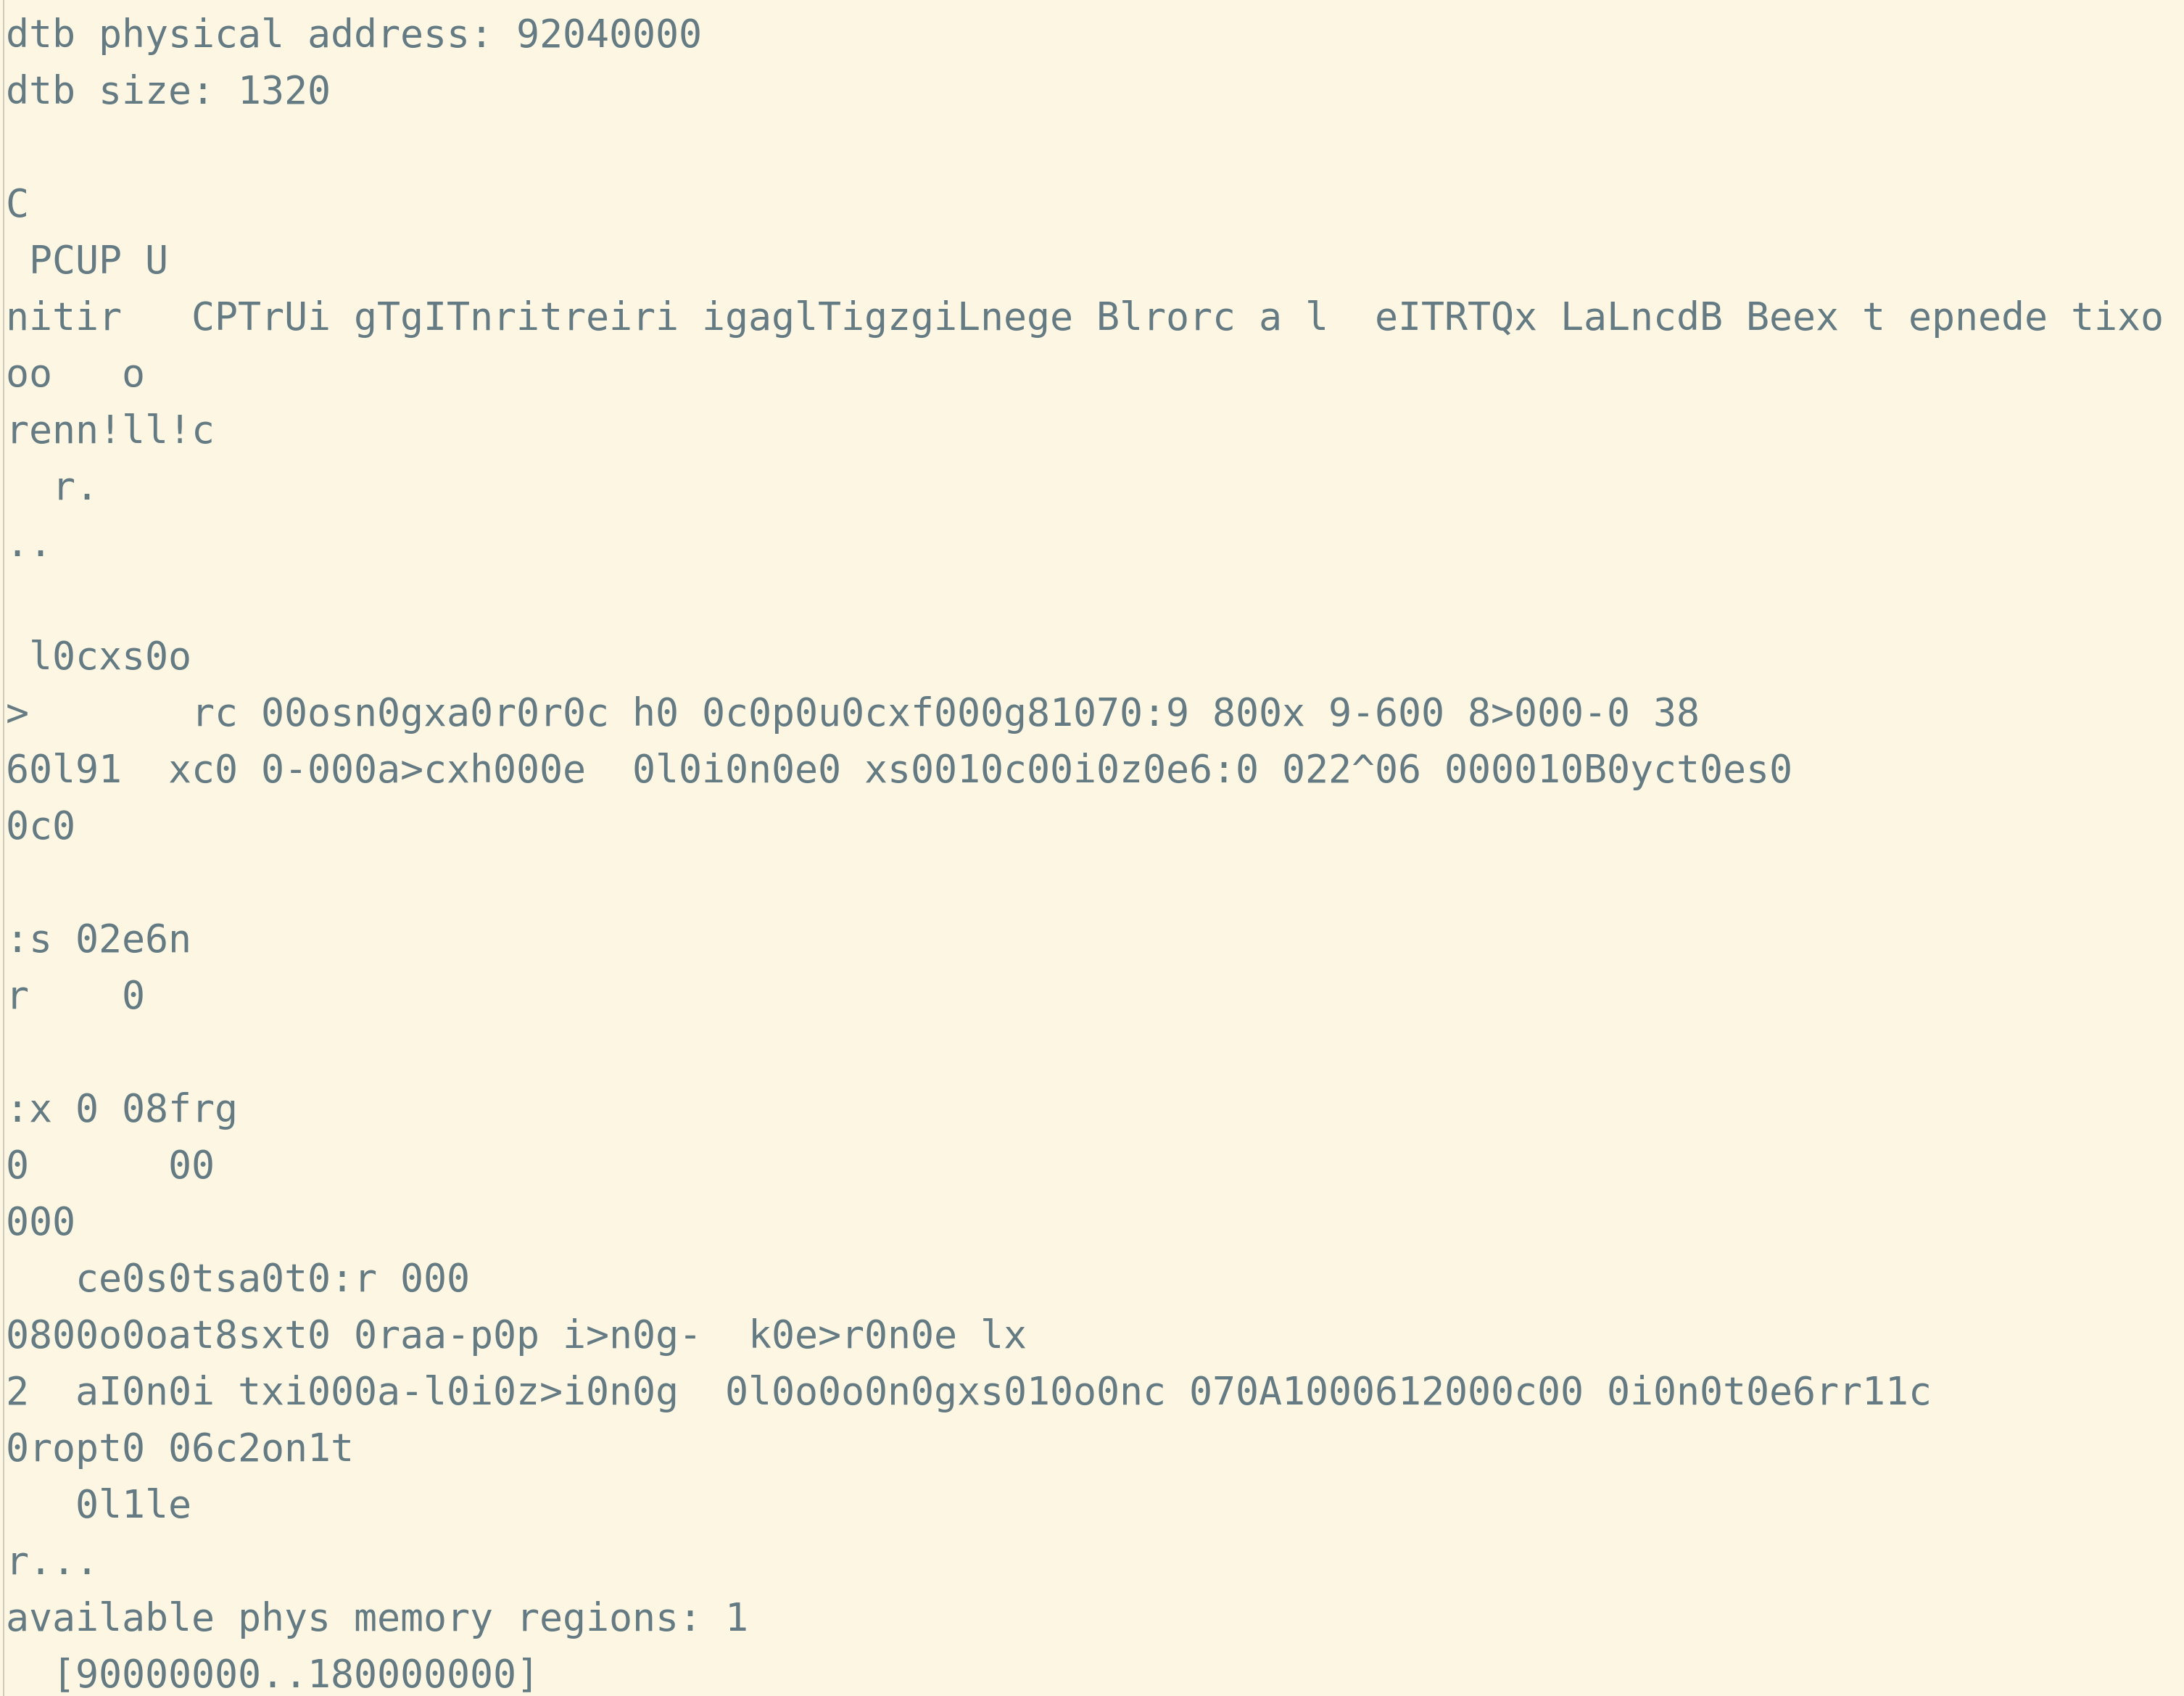 dtb physical address: 92040000
dtb size: 1320
C
 PCUP U
nitir   CPTrUi gTgITnritreiri igaglTigzgiLnege Blrorc a l  eITRTQx LaLncdB Beex t epnede tixo
oo   o
renn!ll!c
  r.
..
 l0cxs0o
>       rc 00osn0gxa0r0r0c h0 0c0p0u0cxf000g81070:9 800x 9-600 8>000-0 38
60l91  xc0 0-000a>cxh000e  0l0i0n0e0 xs0010c00i0z0e6:0 022^06 000010B0yct0es0
0c0
:s 02e6n
r    0
:x 0 08frg
0      00
000
   ce0s0tsa0t0:r 000
0800o0oat8sxt0 0raa-p0p i>n0g-  k0e>r0n0e lx
2  aI0n0i txi000a-l0i0z>i0n0g  0l0o0o0n0gxs010o0nc 070A1000612000c00 0i0n0t0e6rr11c
0ropt0 06c2on1t
   0l1le
r...
available phys memory regions: 1
  [90000000..180000000]